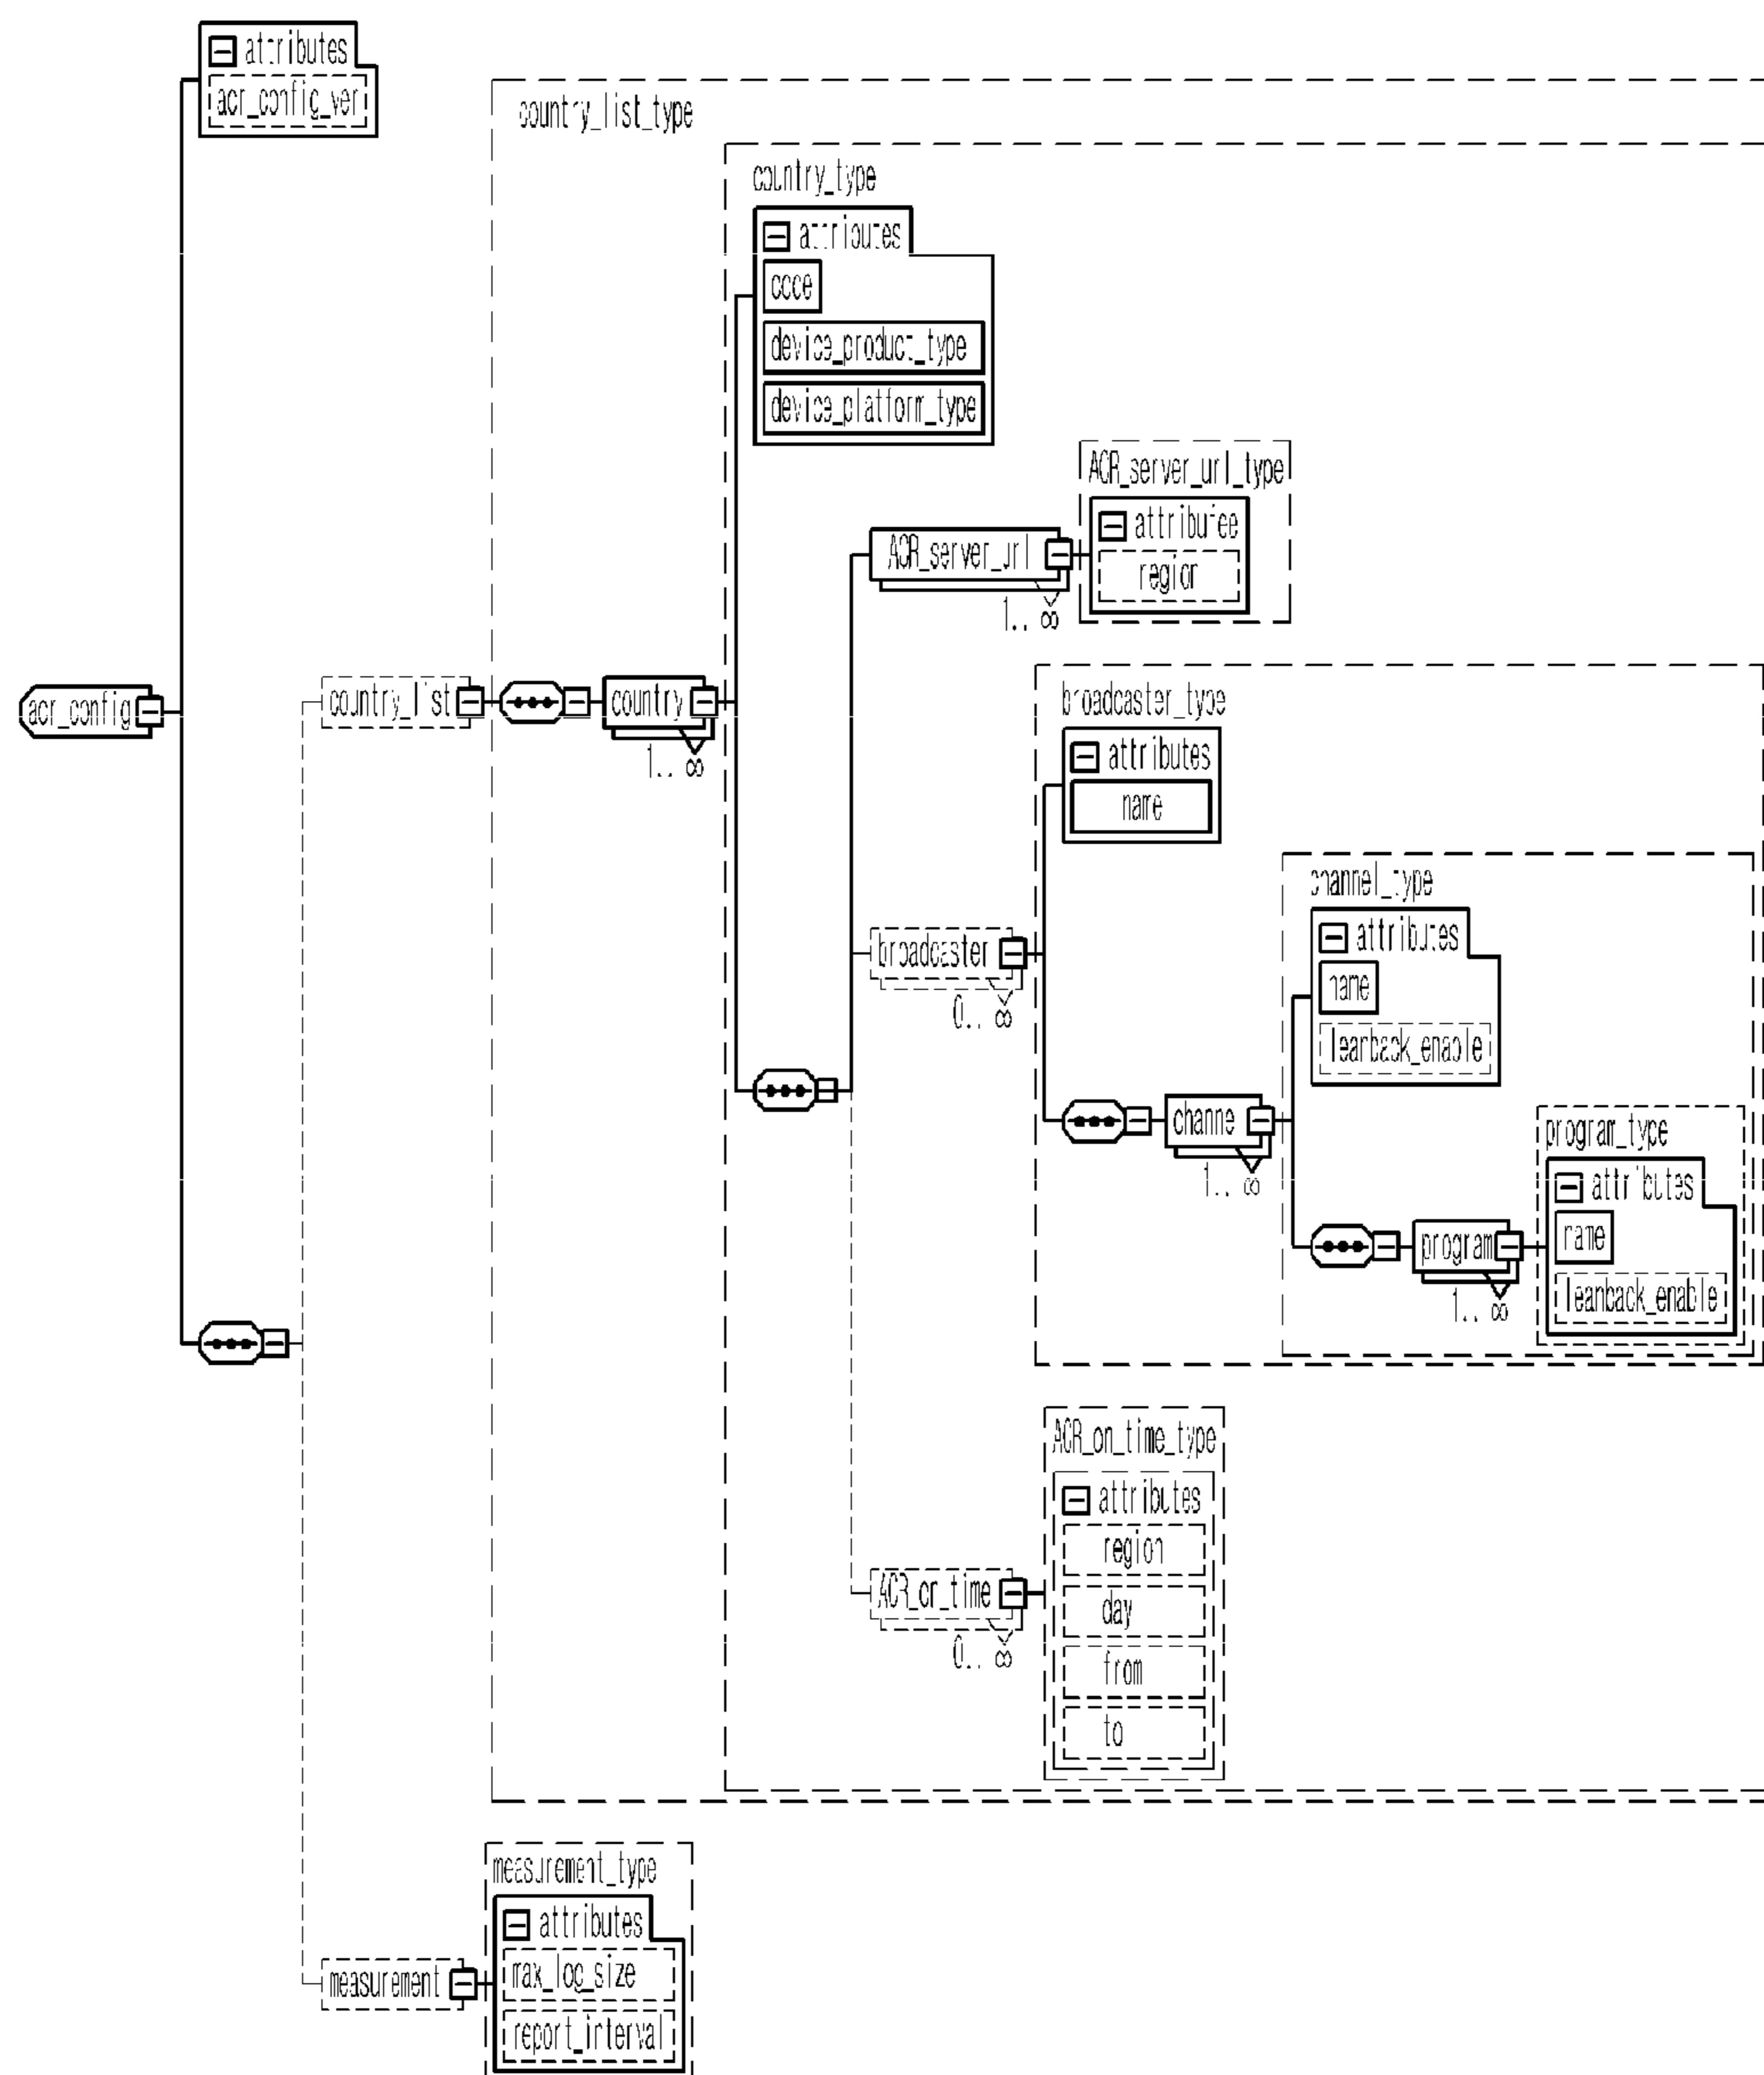 attributes
acr_config_ver
country_list_type
country_type
attributes
code
device_product_type
device_platform_type
ACR_server_url_type
attributes
ACR_server_url
region
1.. ∞
acr_config
country_list
country
1.. ∞
broadcaster_type
attributes
name
channel_type
attributes
broadcaster
name
0.. ∞
leanback_enable
channe
1.. ∞
program_type
attributes
name
program
leanback_enable
1.. ∞
ACR_on_time_type
attributes
region
ACR_on_time
day
0.. ∞
from
to
measurement_type
attributes
max_log_size
measurement
report_interval